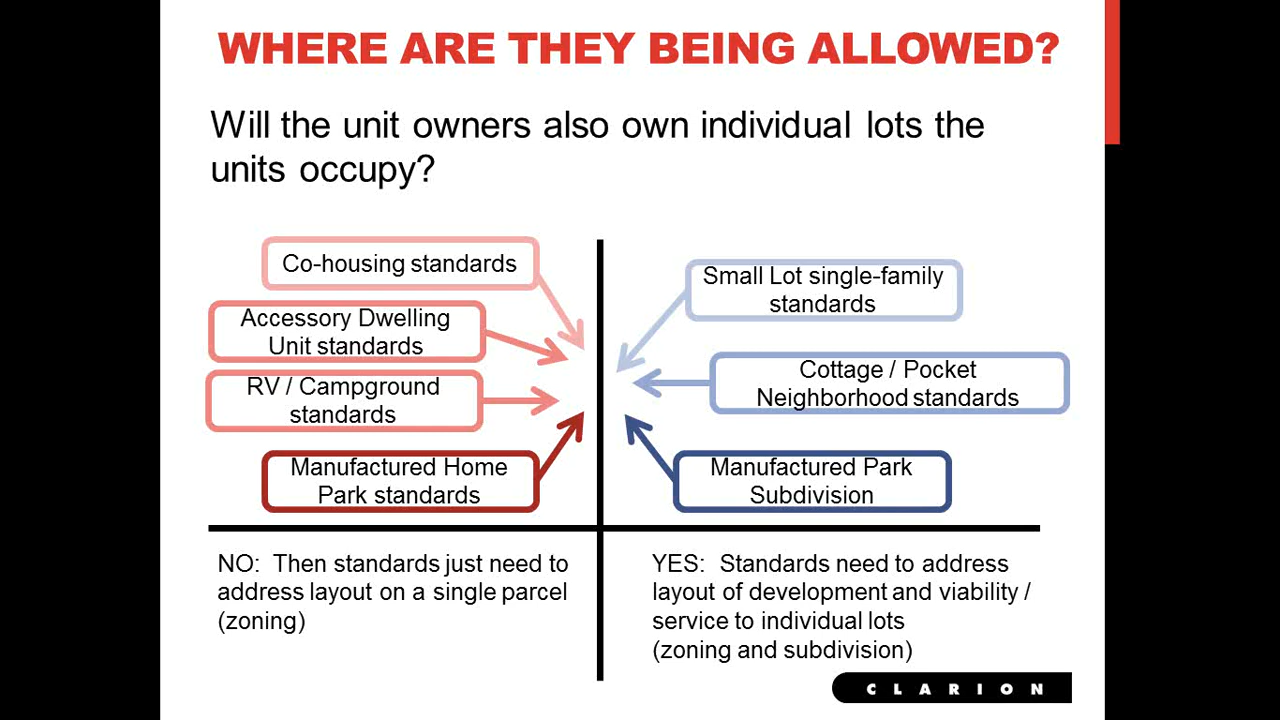 WHERE ARE THEY BEING ALLOWED?
Will the unit owners also own individual lots the
units occupy?
Co-housing standards
Accessory Dwelling
Unit standards
RV / Campground
standards
Manufactured Home
Park standards
Small Lot single-family
standards
Cottage / Pocket
Neighborhood standards
Manufactured Park
Subdivision
NO: Then standards just need to
address layout on a single parcel
(zoning)
YES: Standards need to address
layout of development and viability /
service to individual lots
(zoning and subdivision)
CLARION